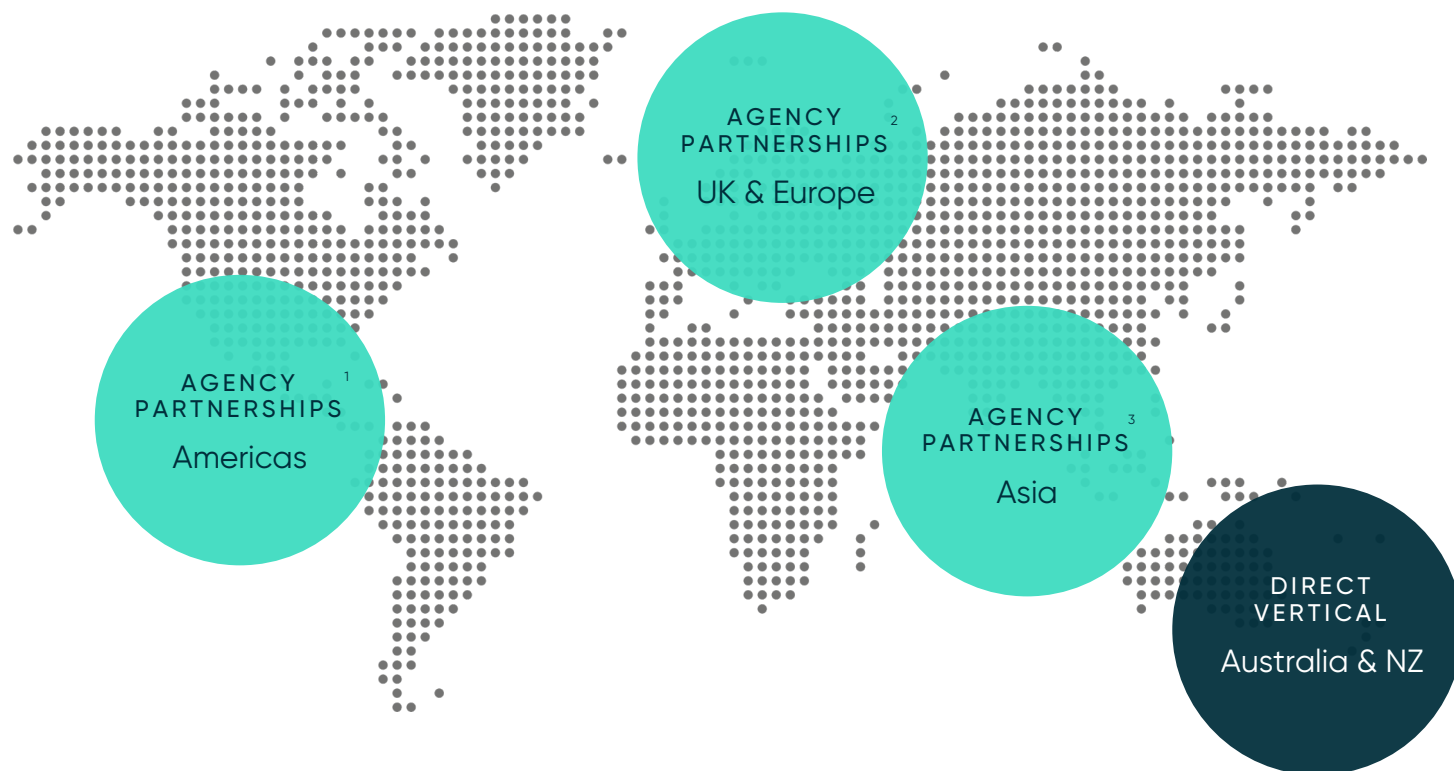 AGENCY 2
PARTNERSHIPS
UK & Europe
AGENCY 1
PARTNERSHIPS
Americas
AGENCY 3
PARTNERSHIPS
Asia
DIRECT
VERTICAL
Australia & NZ